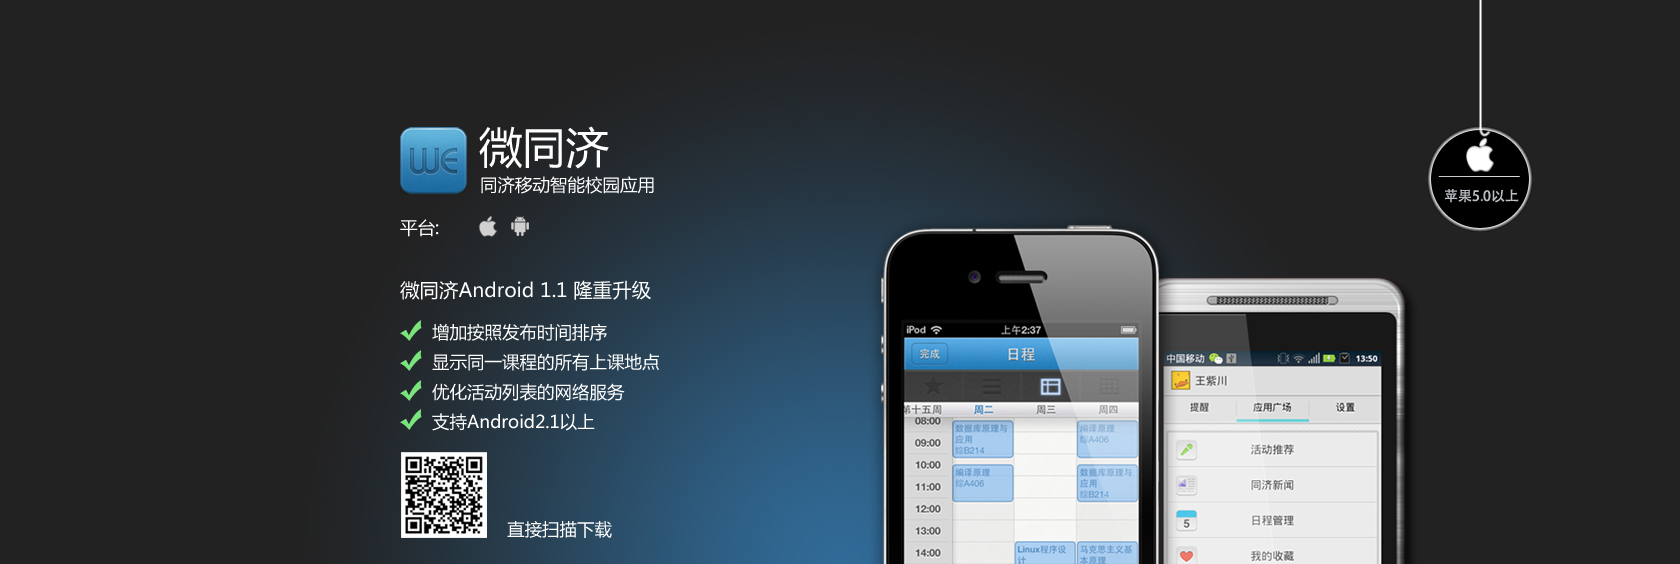 WE
微同济
同济移动智能校园应用
平台:
微同济Android 1.1 隆重升级
增加按照发布时间排序
显示同一课程的所有上课地点
优化活动列表的网络服务
支持Android2.1以上
直接扫描下载
苹果5.0以上
iPod 上午2:37
完成 日程
第十五周 周二 周三 周四
08:00
09:00
10:00
11:00
12:00
13:00
14:00
数据库原理与
应用
综B214
编译原理
综A406
编译原理
综A406
数据库原理与
应用
综B214
Linux程序设
计
马克思主义基
本原理
中国移动 13:50
王紫川
提醒 应用广场 设置
活动推荐
同济新闻
5 日程管理
我的收藏